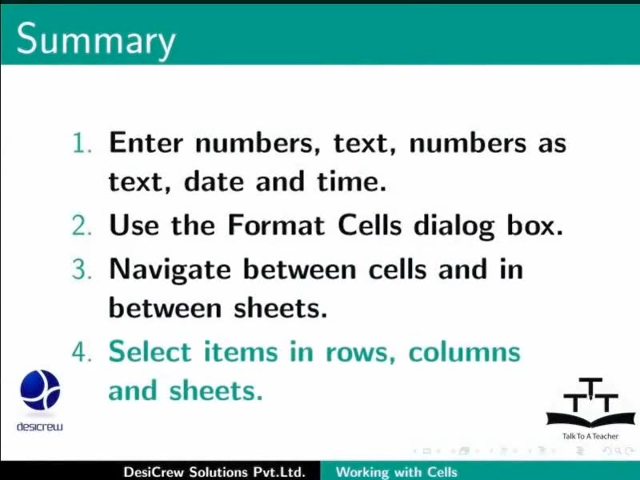 Summary
1. Enter numbers, text, numbers as
text, date and time.
2. Use the Format Cells dialog box.
3. Navigate between cells and in
between sheets.
4. Select items in rows, columns
and sheets.
desicrew
TTT
Talk To A Teacher
DesiCrew Solutions Pvt.Ltd. Working with Cells